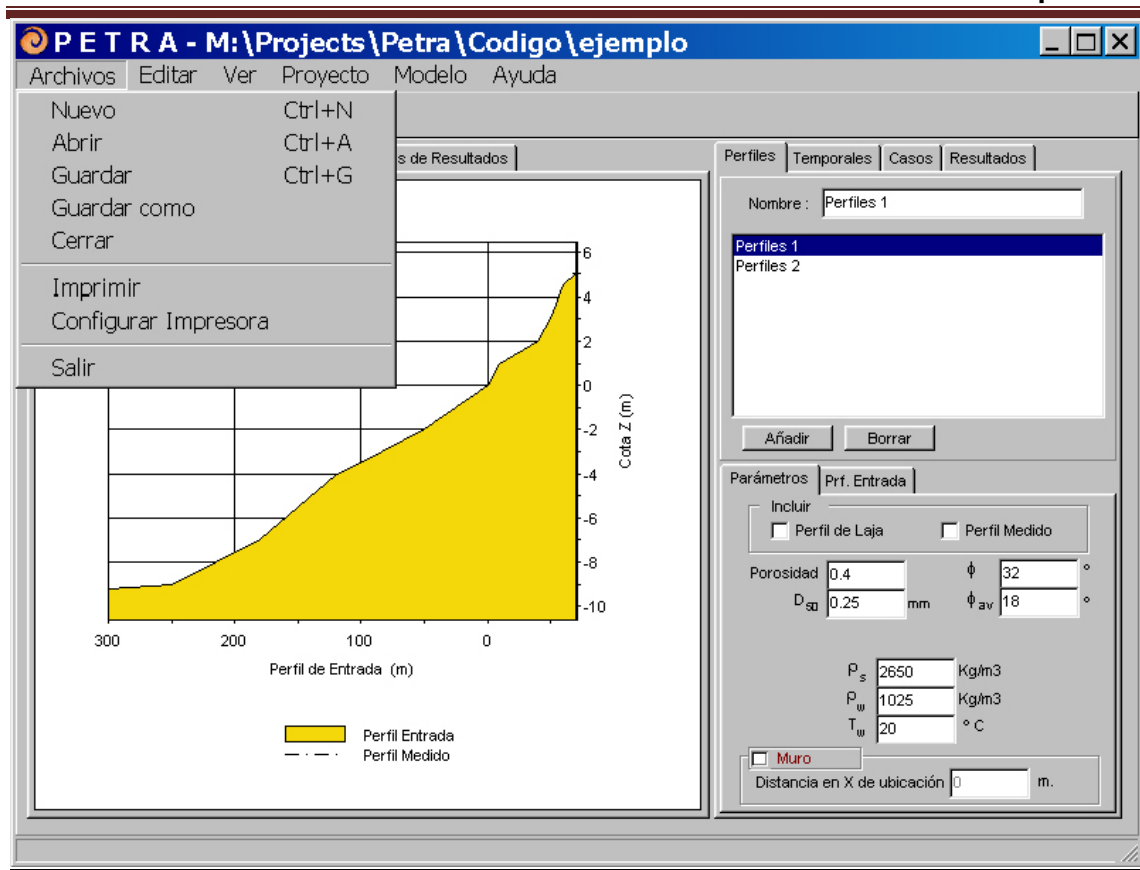 PETRA - M:\Projects\Petra\Codigo\ejemplo
Archivos Editar Ver Proyecto Modelo Ayuda
Nuevo Ctrl+N
Abrir Ctrl+A
Guardar Ctrl+G
Guardar como
Cerrar
Imprimir
Configurar Impresora
Salir
s de Resultados
6
4
2
0
-2
-4
-6
-8
-10
Cota Z (m)
300 200 100 0
Perfil de Entrada (m)
Perfil Entrada
Perfil Medido
Perfiles Temporales Casos Resultados
Nombre : Perfiles 1
Perfiles 1
Perfiles 2
Añadir Borrar
Parámetros Prf. Entrada
Incluir
Perfil de Laja Perfil Medido
Porosidad 0.4 ϕ 32 °
D50 0.25 mm ϕav 18 °
ρs 2650 Kg/m3
ρw 1025 Kg/m3
Tw 20 ° C
Muro
Distancia en X de ubicación 0 m.